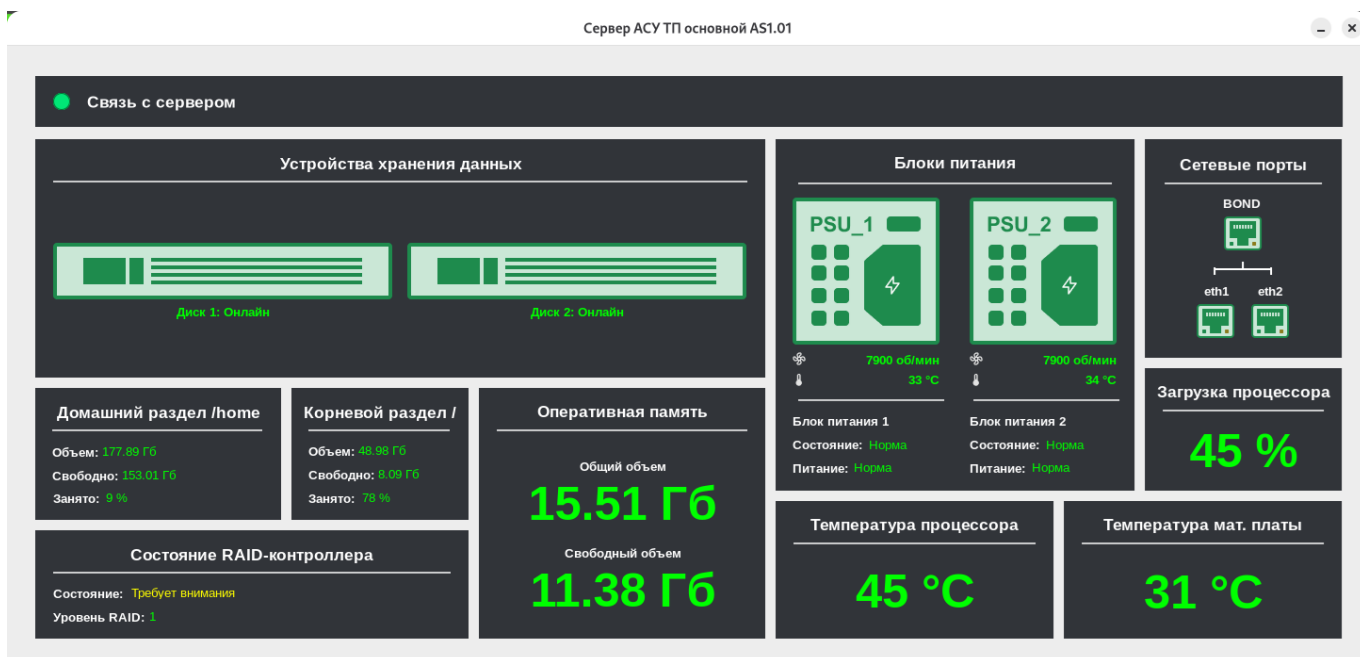 Сервер АСУ ТП основной AS1.01
Связь с сервером
Устройства хранения данных
Диск 1: Онлайн
Диск 2: Онлайн
Блоки питания
PSU_1
PSU_2
7900 об/мин
7900 об/мин
33 °C
34 °C
Блок питания 1
Состояние: Норма
Питание: Норма
Блок питания 2
Состояние: Норма
Питание: Норма
Сетевые порты
BOND
eth1
eth2
Домашний раздел /home
Объем: 177.89 Гб
Свободно: 153.01 Гб
Занято: 9 %
Корневой раздел /
Объем: 48.98 Гб
Свободно: 8.09 Гб
Занято: 78 %
Оперативная память
Общий объем
15.51 Гб
Свободный объем
11.38 Гб
Загрузка процессора
45 %
Состояние RAID-контроллера
Состояние: Требует внимания
Уровень RAID: 1
Температура процессора
45 °C
Температура мат. платы
31 °C